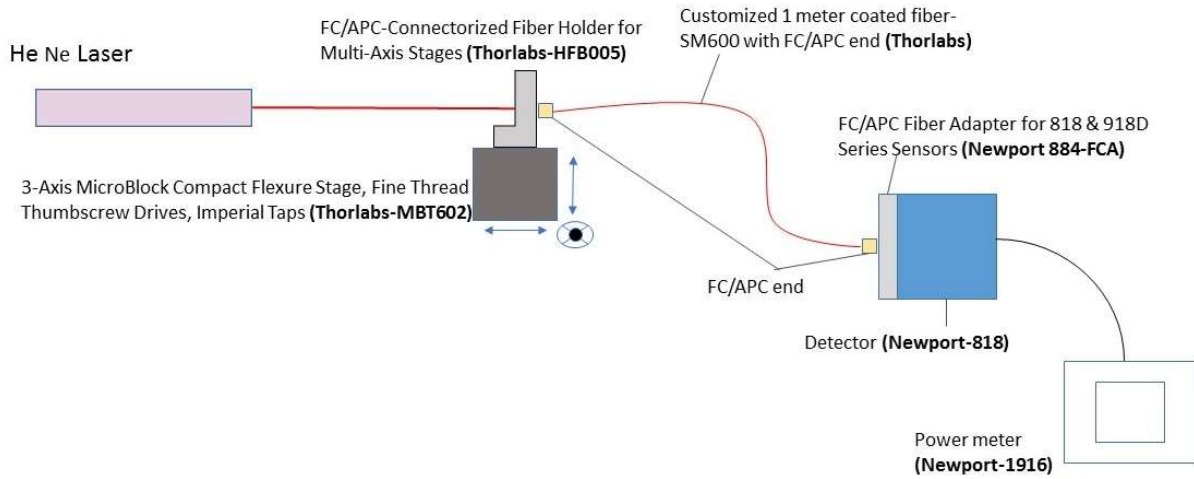 He Ne Laser
FC/APC-Connectorized Fiber Holder for
Multi-Axis Stages (Thorlabs-HFB005)
Customized 1 meter coated fiber-
SM600 with FC/APC end (Thorlabs)
FC/APC Fiber Adapter for 818 & 918D
Series Sensors (Newport 884-FCA)
3-Axis MicroBlock Compact Flexure Stage, Fine Thread
Thumbscrew Drives, Imperial Taps (Thorlabs-MBT602)
FC/APC end
Detector (Newport-818)
Power meter
(Newport-1916)